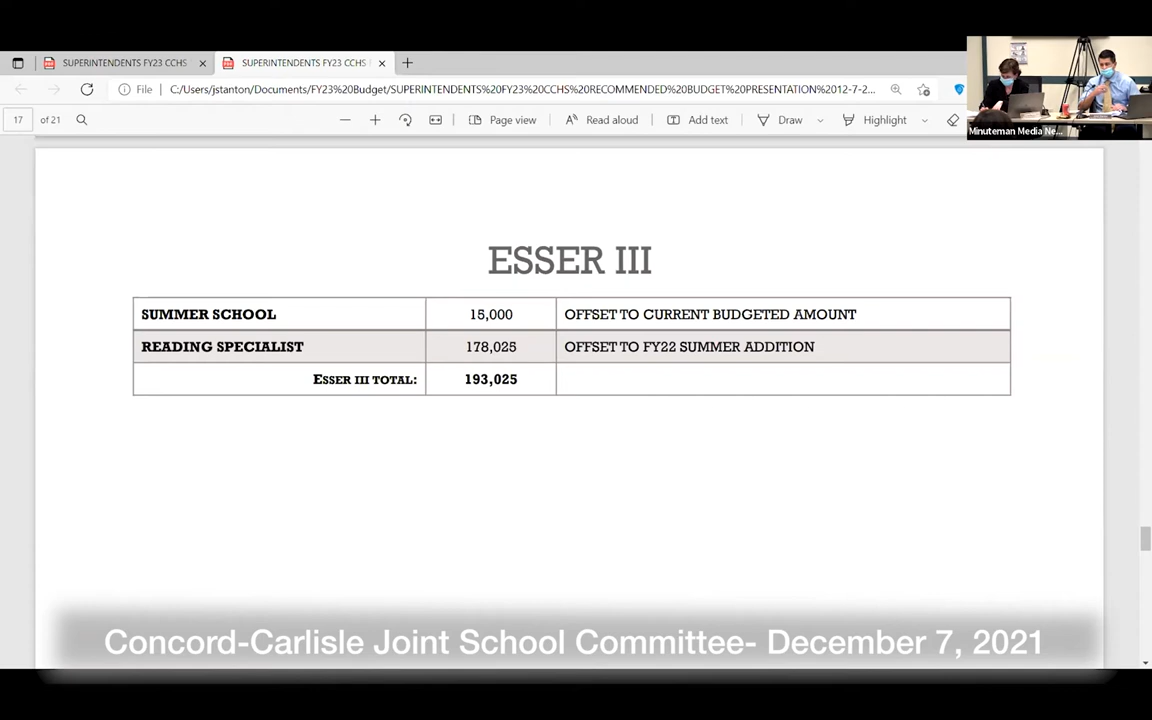 SUPERINTENDENTS FY23 CCHS
SUPERINTENDENTS FY23 CCHS
File
C:/Users/jstanton/Documents/FY23%20Budget/SUPERINTENDENTS%20FY23%20CCHS%20RECOMMENDED%20BUDGET%20PRESENTATION%2012-7-2...
17 of 21
Page view
Read aloud
Add text
Draw
Highlight
Minuteman Media Ne...
ESSER III
SUMMER SCHOOL 15,000 OFFSET TO CURRENT BUDGETED AMOUNT
READING SPECIALIST 178,025 OFFSET TO FY22 SUMMER ADDITION
ESSER III TOTAL: 193,025
Concord-Carlisle Joint School Committee- December 7, 2021